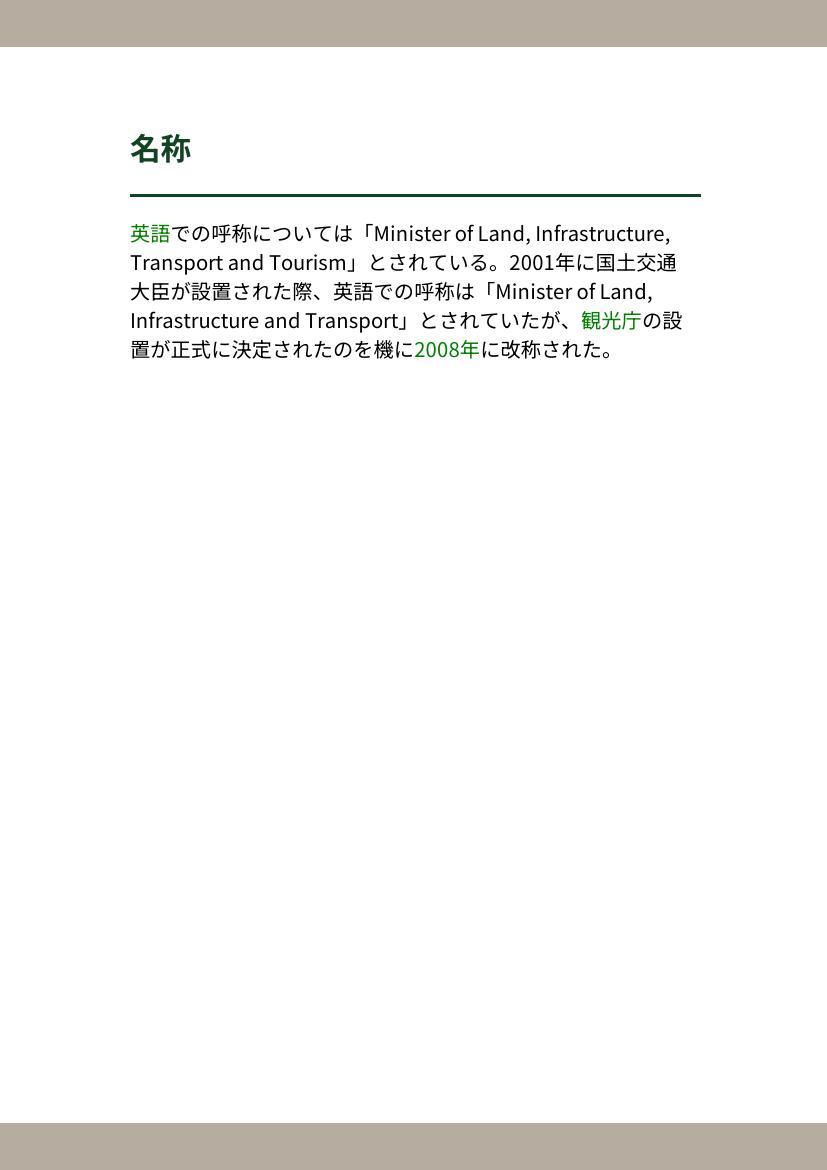 名称
英語での呼称については「Minister of Land, Infrastructure,
Transport and Tourism」とされている。2001年に国土交通
大臣が設置された際、英語での呼称は「Minister of Land,
Infrastructure and Transport」とされていたが、観光庁の設
置が正式に決定されたのを機に2008年に改称された。